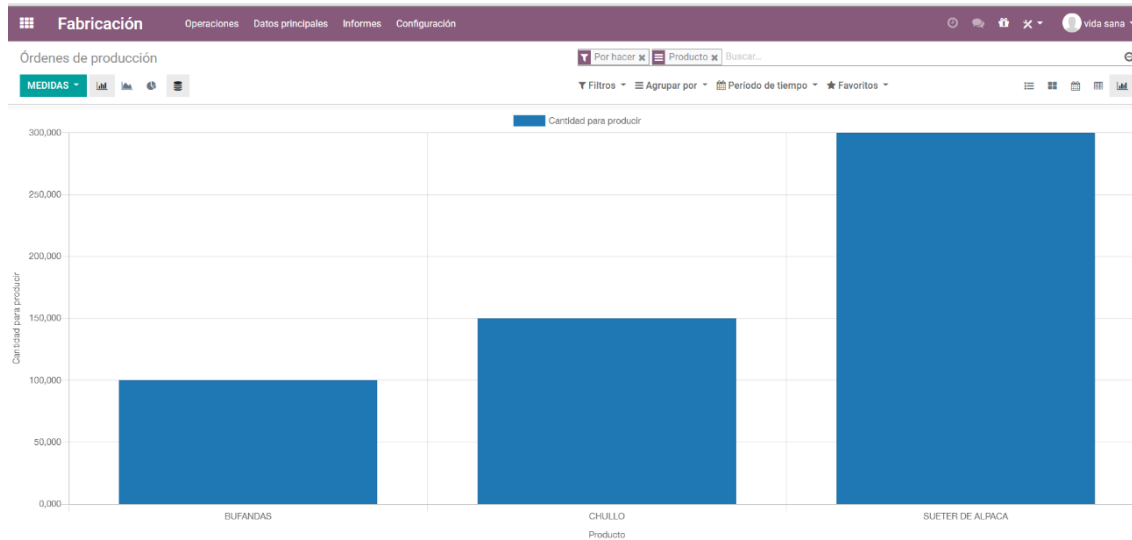 Fabricación Operaciones Datos principales Informes Configuración vida sana
Órdenes de producción Por hacer Producto Buscar...
MEDIDAS Filtros Agrupar por Período de tiempo Favoritos
Cantidad para producir
300,000
250,000
200,000
150,000
100,000
50,000
0,000
Cantidad para producir
BUFANDAS CHULLO SUETER DE ALPACA
Producto